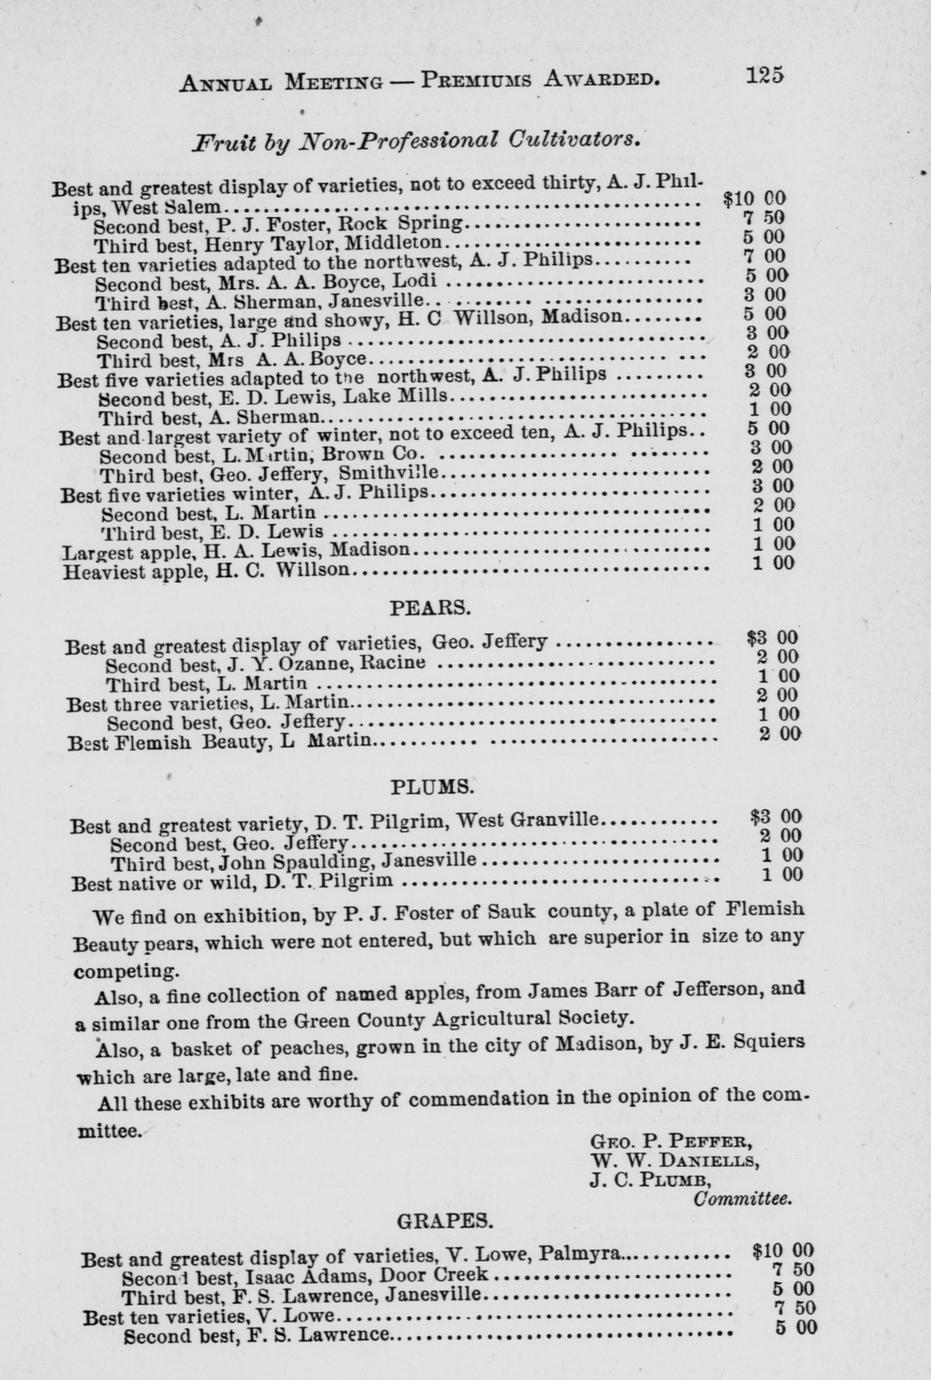 ANNUAL MEETING — PREMIUMS AWARDED. 125
Fruit by Non-Professional Cultivators.
Best and greatest display of varieties, not to exceed thirty, A. J. Phil-
ips, West Salem.................................................. $10 00
Second best, P. J. Foster, Rock Spring........................ 7 50
Third best, Henry Taylor, Middleton.......................... 5 00
Best ten varieties adapted to the northwest, A. J. Philips.......... 7 00
Second best, Mrs. A. A. Boyce, Lodi .......................... 5 00
Third best, A. Sherman, Janesville............................ 3 00
Best ten varieties, large and showy, H. C Willson, Madison........ 5 00
Second best, A. J. Philips .................................... 3 00
Third best, Mrs A. A. Boyce.................................. 2 00
Best five varieties adapted to the northwest, A. J. Philips ......... 3 00
Second best, E. D. Lewis, Lake Mills.......................... 2 00
Third best, A. Sherman....................................... 1 00
Best and largest variety of winter, not to exceed ten, A. J. Philips.. 5 00
Second best, L. Martin, Brown Co. .......................... 3 00
Third best, Geo. Jeffery, Smithville........................... 2 00
Best five varieties winter, A. J. Philips............................ 3 00
Second best, L. Martin ....................................... 2 00
Third best, E. D. Lewis ...................................... 1 00
Largest apple, H. A. Lewis, Madison.............................. 1 00
Heaviest apple, H. C. Willson.................................... 1 00
PEARS.
Best and greatest display of varieties, Geo. Jeffery ................ $3 00
Second best, J. Y. Ozanne, Racine ............................ 2 00
Third best, L. Martin ........................................ 1 00
Best three varieties, L. Martin.................................... 2 00
Second best, Geo. Jeffery..................................... 1 00
Best Flemish Beauty, L Martin.................................. 2 00
PLUMS.
Best and greatest variety, D. T. Pilgrim, West Granville............ $3 00
Second best, Geo. Jeffery..................................... 2 00
Third best, John Spaulding, Janesville ........................ 1 00
Best native or wild, D. T. Pilgrim ................................ 1 00
We find on exhibition, by P. J. Foster of Sauk county, a plate of Flemish
Beauty pears, which were not entered, but which are superior in size to any
competing.
Also, a fine collection of named apples, from James Barr of Jefferson, and
a similar one from the Green County Agricultural Society.
Also, a basket of peaches, grown in the city of Madison, by J. E. Squiers
which are large, late and fine.
All these exhibits are worthy of commendation in the opinion of the com-
mittee.
GEO. P. PEFFER,
W. W. DANIELLS,
J. C. PLUMB,
Committee.
GRAPES.
Best and greatest display of varieties, V. Lowe, Palmyra........... $10 00
Second best, Isaac Adams, Door Creek ........................ 7 50
Third best, F. S. Lawrence, Janesville......................... 5 00
Best ten varieties, V. Lowe........................................ 7 50
Second best, F. S. Lawrence................................... 5 00